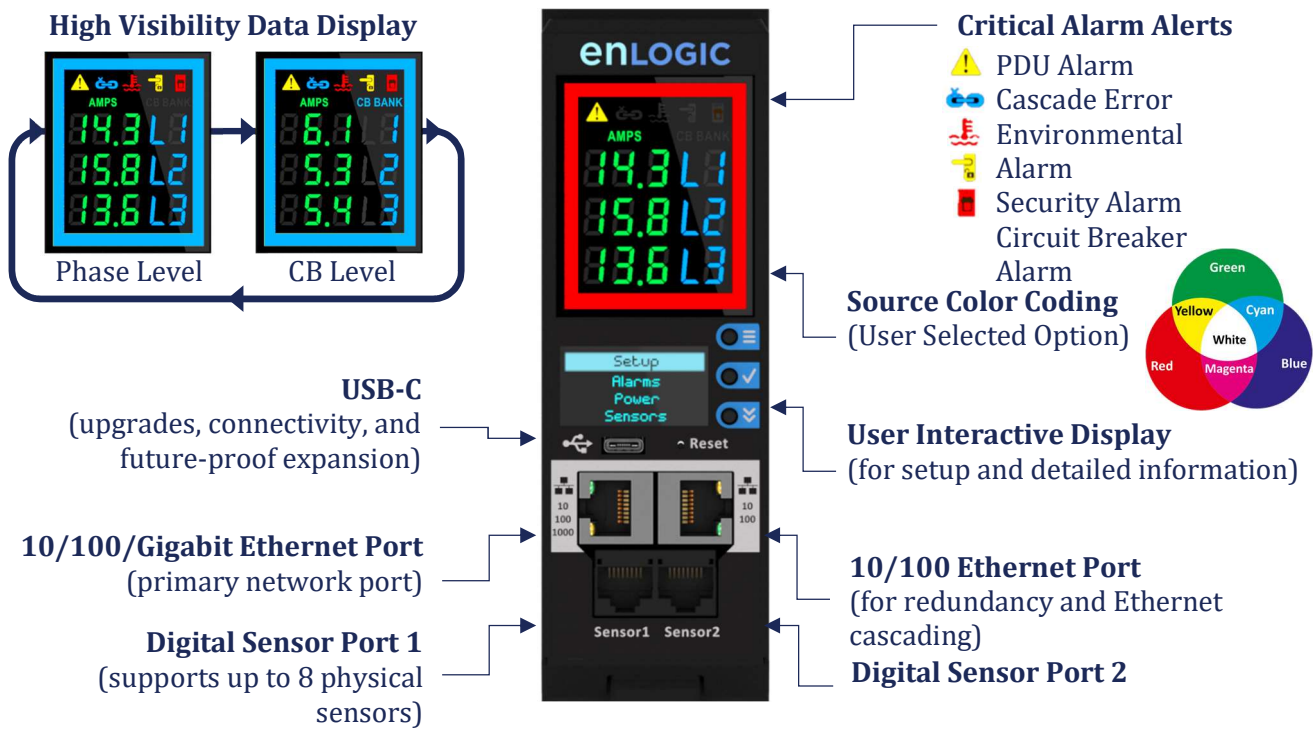 High Visibility Data Display
AMPS CB BANK
14.3 L1
15.8 L2
13.6 L3
Phase Level
AMPS CB BANK
6.1 1
5.3 2
5.4 3
CB Level
USB-C
(upgrades, connectivity, and
future-proof expansion)
10/100/Gigabit Ethernet Port
(primary network port)
Digital Sensor Port 1
(supports up to 8 physical
sensors)
enLOGIC
AMPS CB BANK
14.3 L1
15.8 L2
13.6 L3
Setup
Alarms
Power
Sensors
Reset
10
100
1000
10
100
Sensor1 Sensor2
Critical Alarm Alerts
PDU Alarm
Cascade Error
Environmental
Alarm
Security Alarm
Circuit Breaker
Alarm
Source Color Coding
(User Selected Option)
Green
Yellow
Cyan
White
Red
Magenta
Blue
User Interactive Display
(for setup and detailed information)
10/100 Ethernet Port
(for redundancy and Ethernet
cascading)
Digital Sensor Port 2